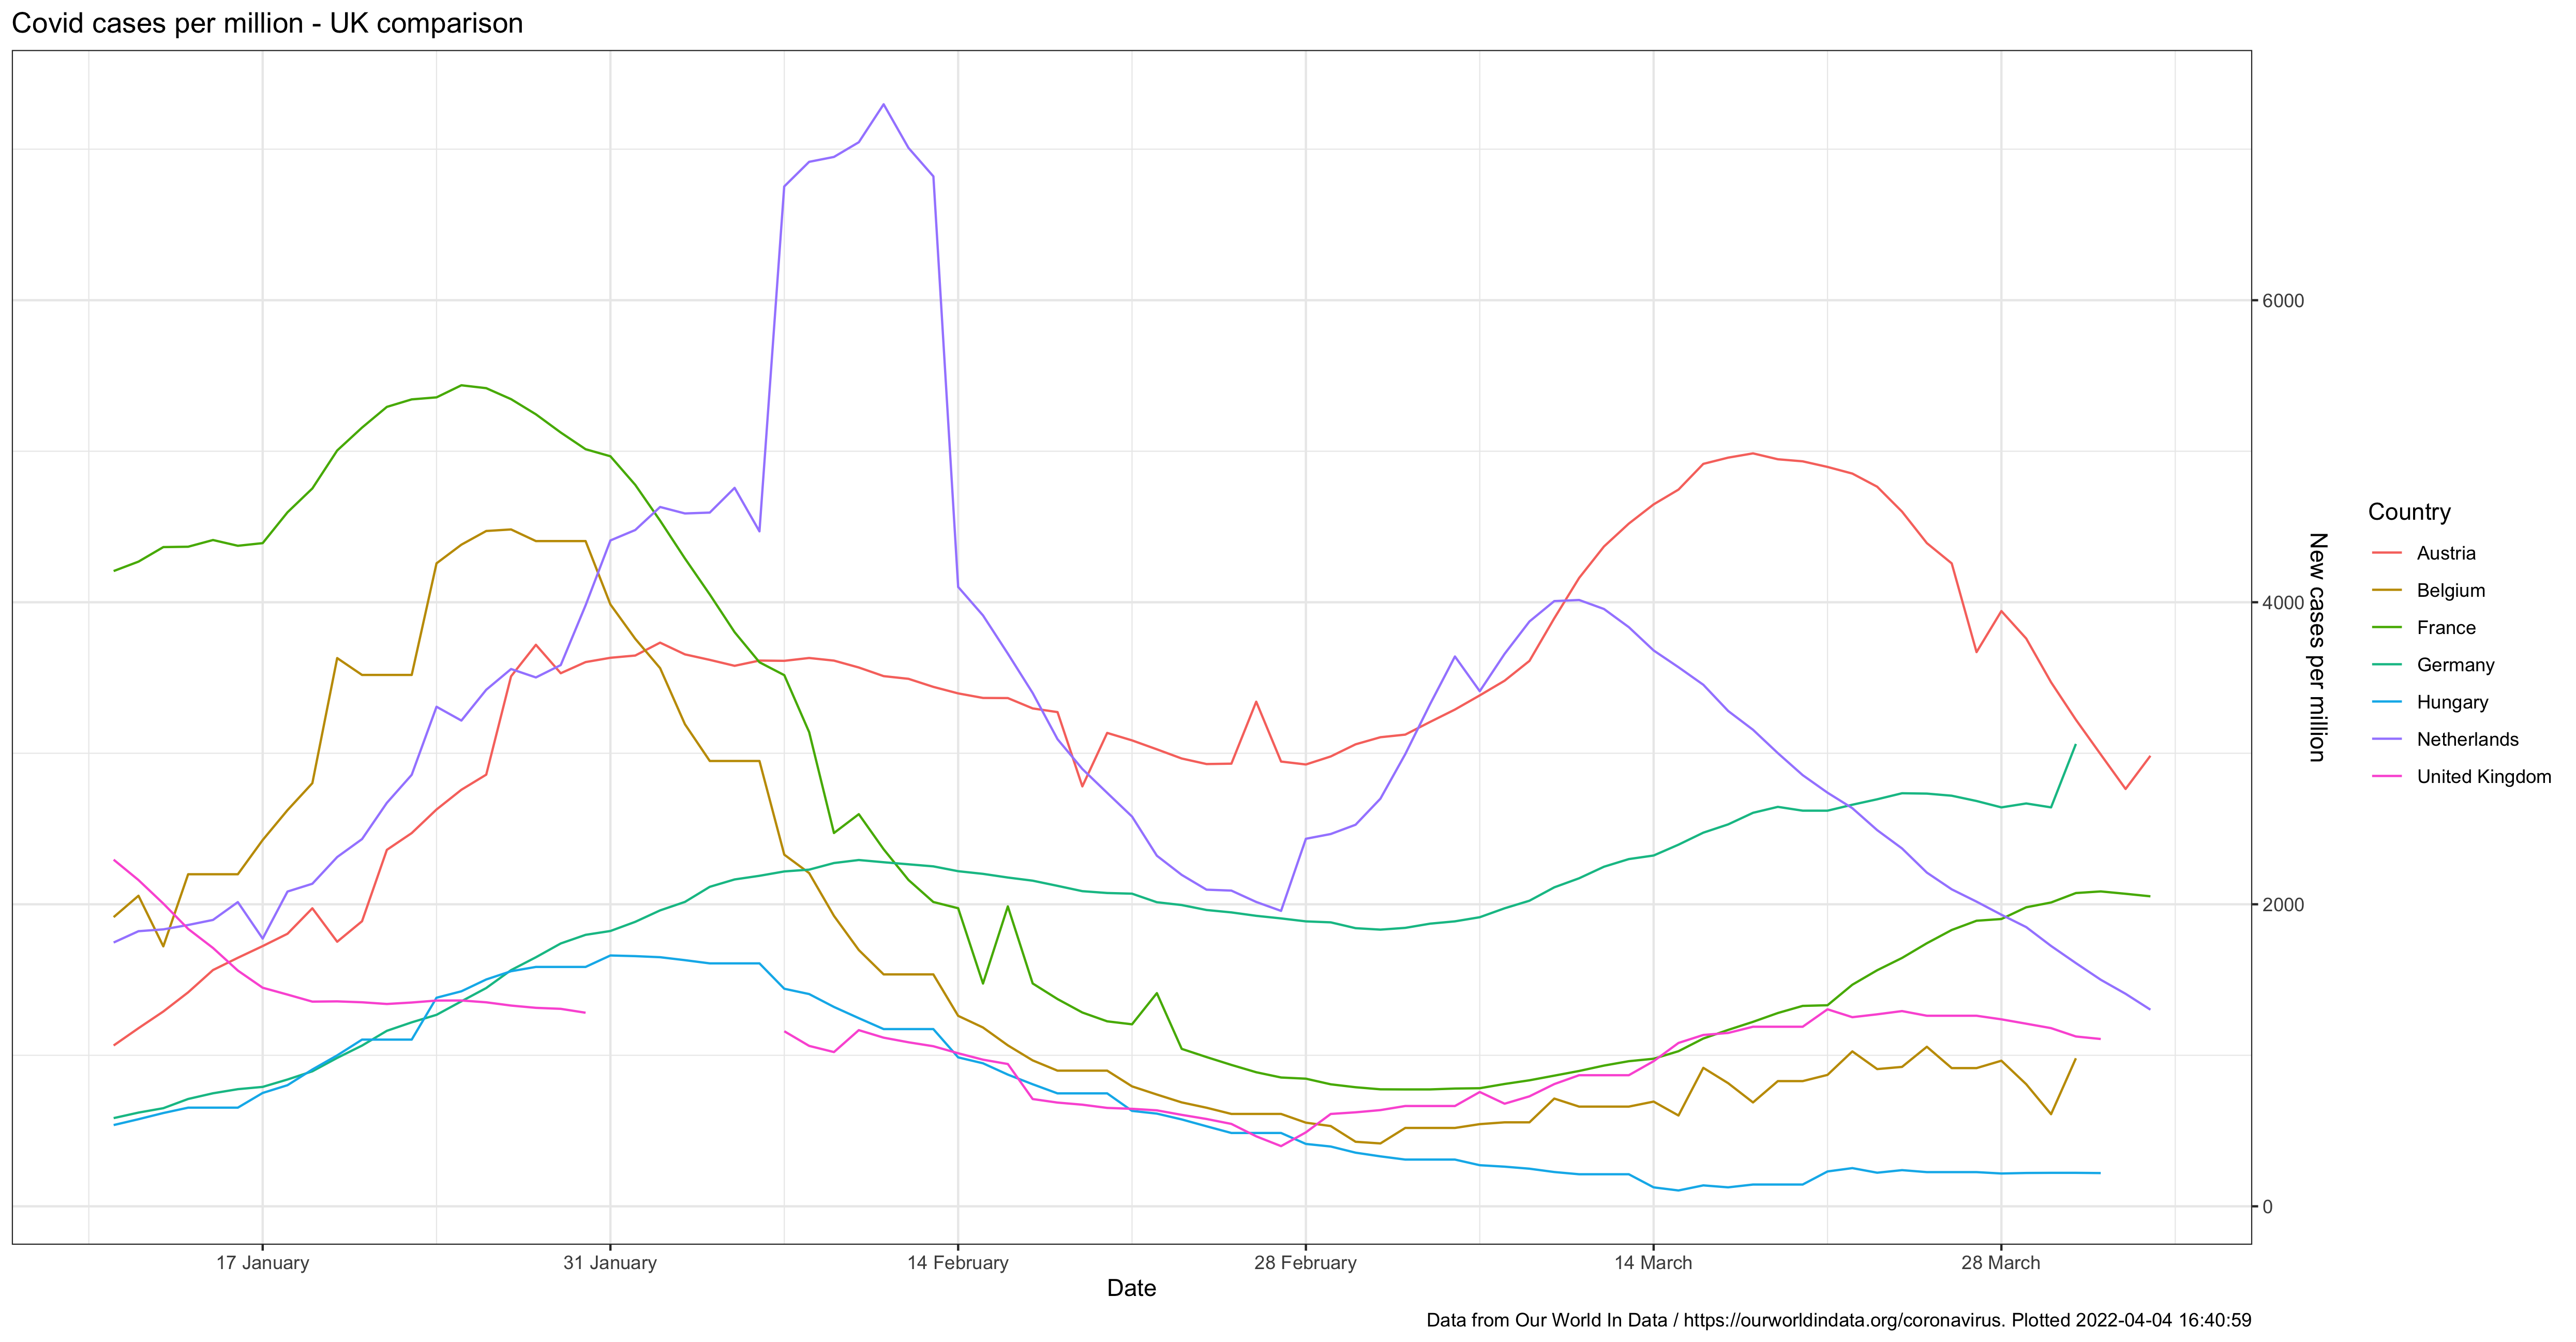 Covid cases per million - UK comparison
6000
4000
2000
0
New cases per million
17 January
31 January
14 February
28 February
14 March
28 March
Date
Country
Austria
Belgium
France
Germany
Hungary
Netherlands
United Kingdom
Data from Our World In Data / https://ourworldindata.org/coronavirus. Plotted 2022-04-04 16:40:59